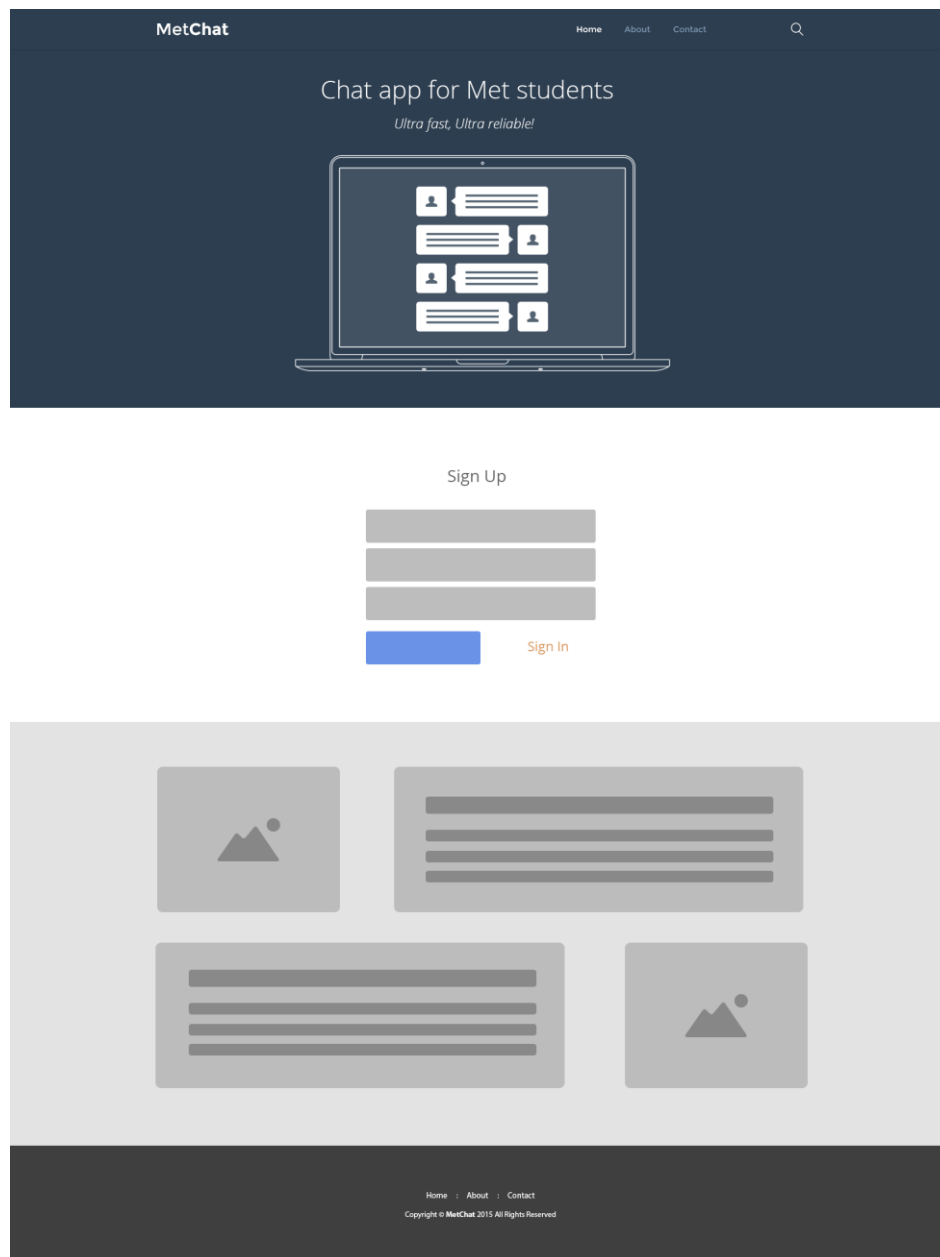 MetChat Home About Contact
Chat app for Met students
Ultra fast, Ultra reliable!
Sign Up
Sign In
Home : About : Contact
Copyright © MetChat 2015 All Rights Reserved